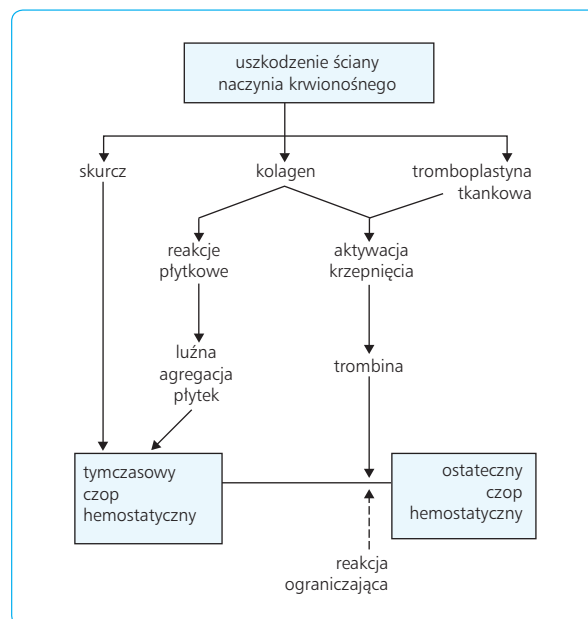 uszkodzenie ściany
naczynia krwionośnego
skurcz
kolagen
tromboplastyna
tkankowa
reakcje
płytkowe
aktywacja
krzepnięcia
luźna
agregacja
płytek
trombina
tymczasowy
czop
hemostatyczny
ostateczny
czop
hemostatyczny
reakcja
ograniczająca